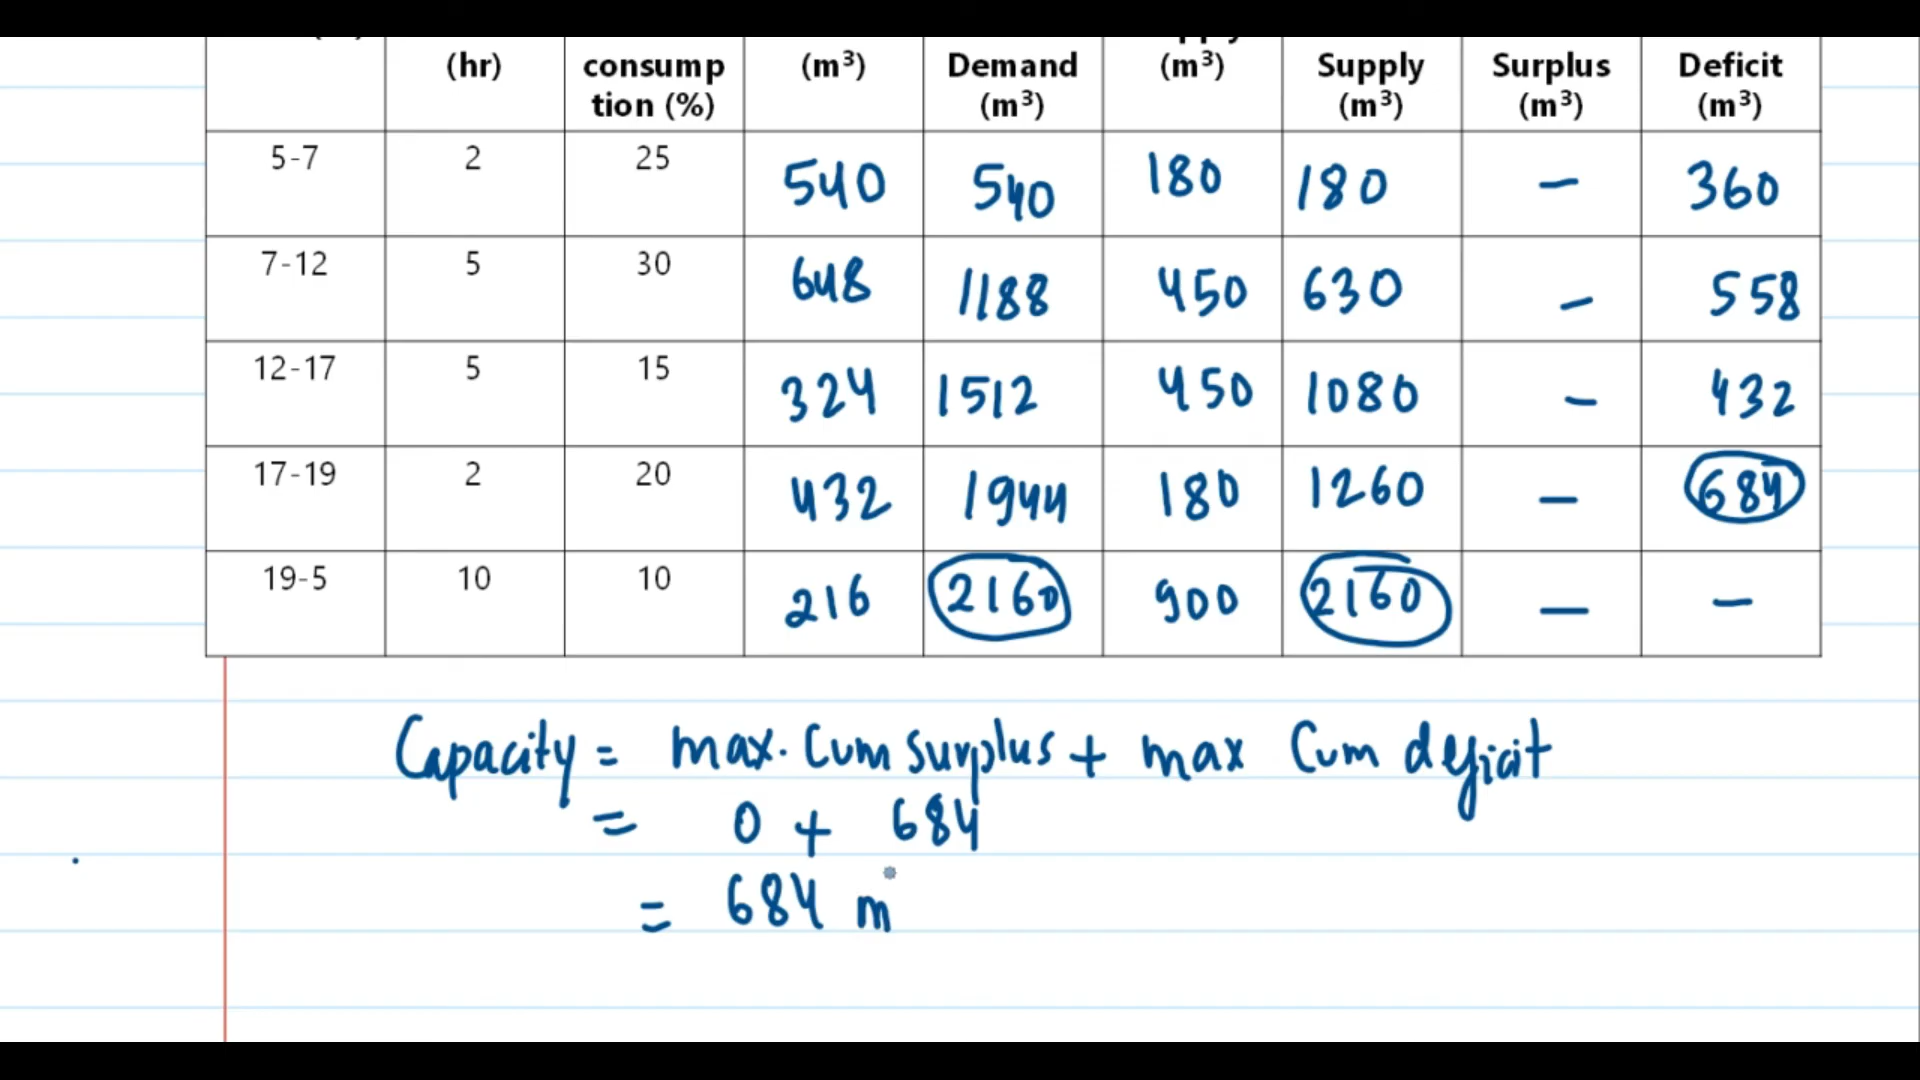 (hr) consump tion (%) (m³) Demand (m³) (m³) Supply (m³) Surplus (m³) Deficit (m³)
5-7 2 25 540 540 180 180 - 360
7-12 5 30 648 1188 450 630 - 558
12-17 5 15 324 1512 450 1080 - 432
17-19 2 20 432 1944 180 1260 - 684
19-5 10 10 216 2160 900 2160 - -
Capacity = max. Cum surplus + max Cum deficit
= 0 + 684
= 684 m